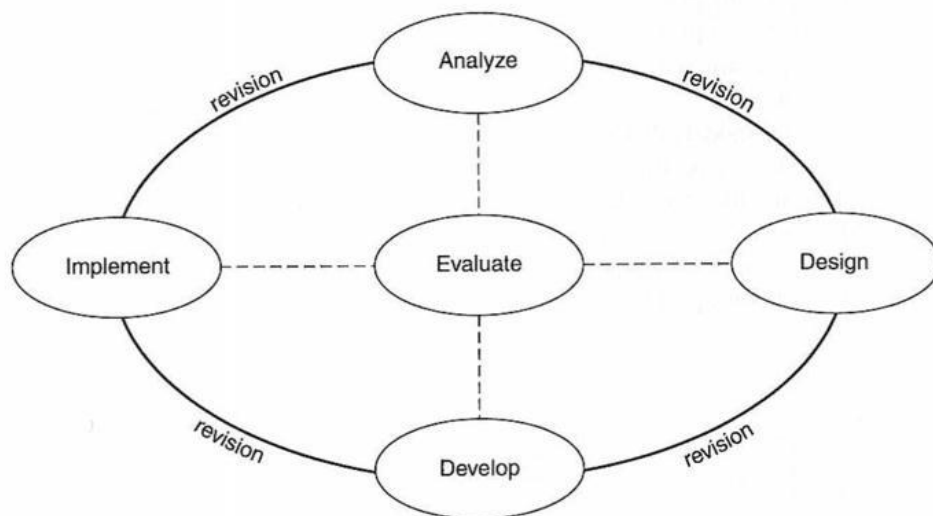 Analyze
revision
revision
Implement
Evaluate
Design
revision
revision
Develop